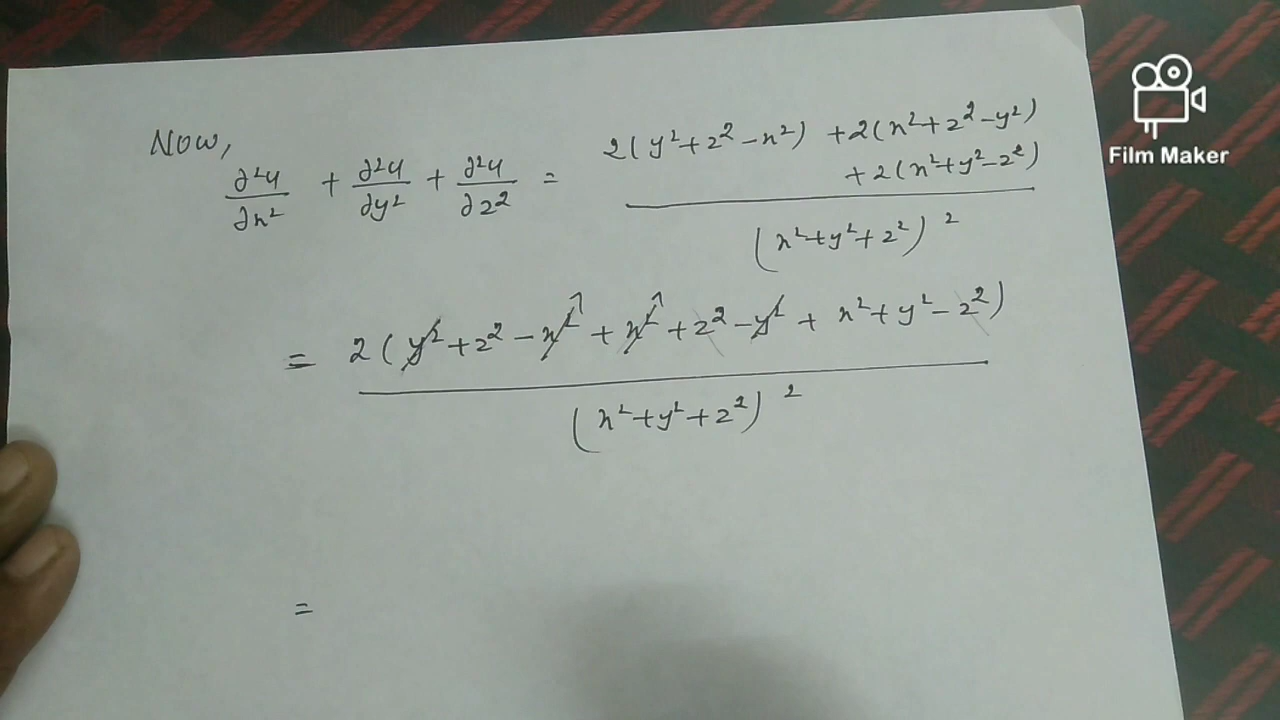 Now,
∂²u/∂x² + ∂²u/∂y² + ∂²u/∂z² = 2(y²+z²-x²) +2(x²+z²-y²)
+2(x²+y²-z²)
(x²+y²+z²)²
= 2(y²+z²-x²+x²+z²-y²+x²+y²-z²)
(x²+y²+z²)²
=
Film Maker